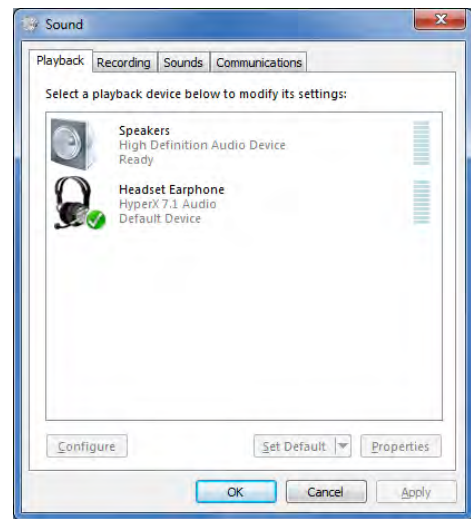 Sound
Playback Recording Sounds Communications
Select a playback device below to modify its settings:
Speakers
High Definition Audio Device
Ready
Headset Earphone
HyperX 7.1 Audio
Default Device
Configure Set Default Properties
OK Cancel Apply